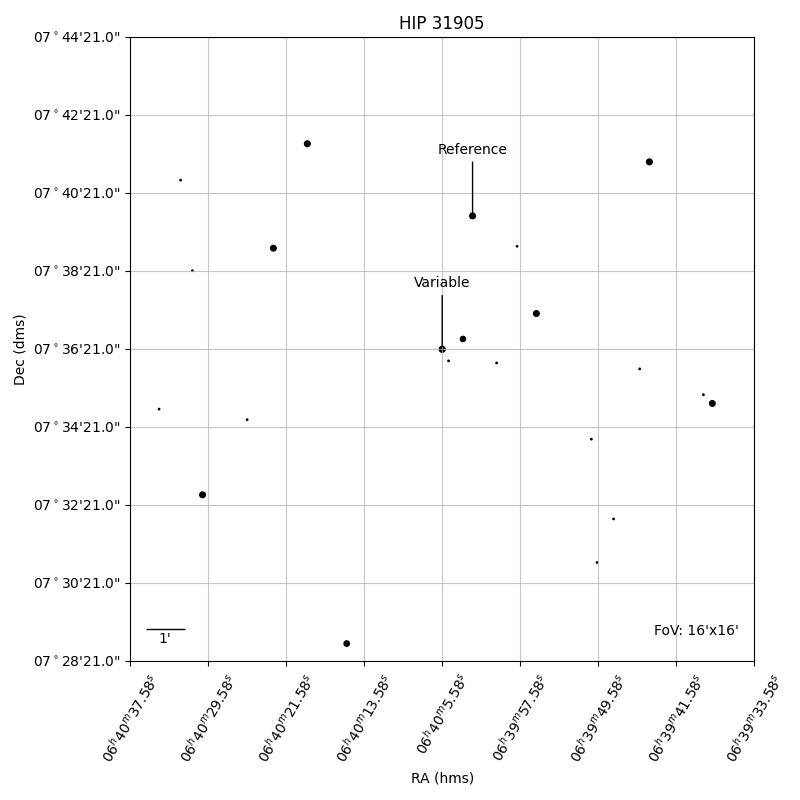 HIP 31905
07°44'21.0"
07°42'21.0"
Reference
07°40'21.0"
07°38'21.0"
Variable
07°36'21.0"
Dec (dms)
07°34'21.0"
07°32'21.0"
07°30'21.0"
1'
FoV: 16'x16'
07°28'21.0"
06ʰ40ᵐ37.58ˢ
06ʰ40ᵐ29.58ˢ
06ʰ40ᵐ21.58ˢ
06ʰ40ᵐ13.58ˢ
06ʰ40ᵐ5.58ˢ
06ʰ39ᵐ57.58ˢ
06ʰ39ᵐ49.58ˢ
06ʰ39ᵐ41.58ˢ
06ʰ39ᵐ33.58ˢ
RA (hms)